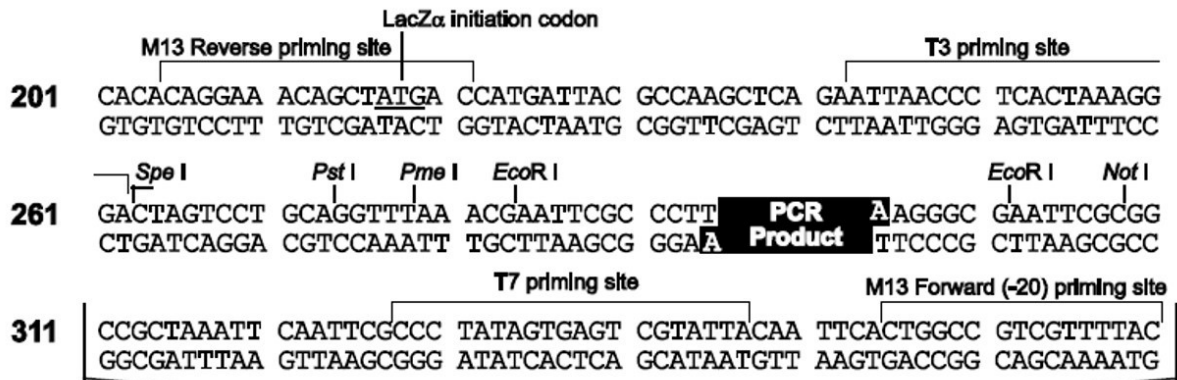 LacZα initiation codon
M13 Reverse priming site T3 priming site
201 CACACAGGAA ACAGCTATGA CCATGATTAC GCCAAGCTCA GAATTAACCC TCACTAAAGG
GTGTGTCCTT TGTCGATACT GGTACTAATG CGGTTCGAGT CTTAATTGGG AGTGATTTCC
Spe I Pst I Pme I EcoR I EcoR I Not I
261 GACTAGTCCT GCAGGTTTAA ACGAATTCGC CCTT PCR A AGGGC GAATTCGCGG
CTGATCAGGA CGTCCAAATT TGCTTAAGCG GGAA Product TTCCCG CTTAAGCGCC
T7 priming site M13 Forward (-20) priming site
311 CCGCTAAATT CAATTCGCCC TATAGTGAGT CGTATTACAA TTCACTGGCC GTCGTTTTAC
GGCGATTTAA GTTAAGCGGG ATATCACTCA GCATAATGTT AAGTGACCGG CAGCAAAATG